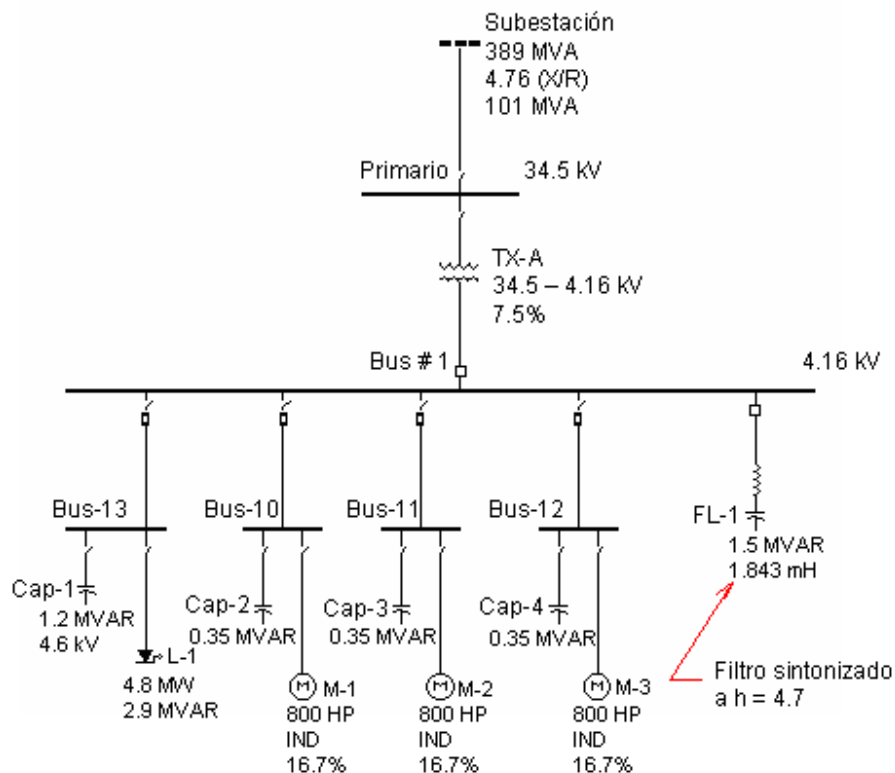 Subestación
389 MVA
4.76 (X/R)
101 MVA
Primario
34.5 kV
TX-A
34.5 – 4.16 kV
7.5%
Bus # 1
4.16 kV
Bus-13
Bus-10
Bus-11
Bus-12
FL-1
1.5 MVAR
1.843 mH
Cap-1
1.2 MVAR
4.6 kV
L-1
4.8 MW
2.9 MVAR
Cap-2
0.35 MVAR
M
M-1
800 HP
IND
16.7%
Cap-3
0.35 MVAR
M
M-2
800 HP
IND
16.7%
Cap-4
0.35 MVAR
M
M-3
800 HP
IND
16.7%
Filtro sintonizado
a h = 4.7